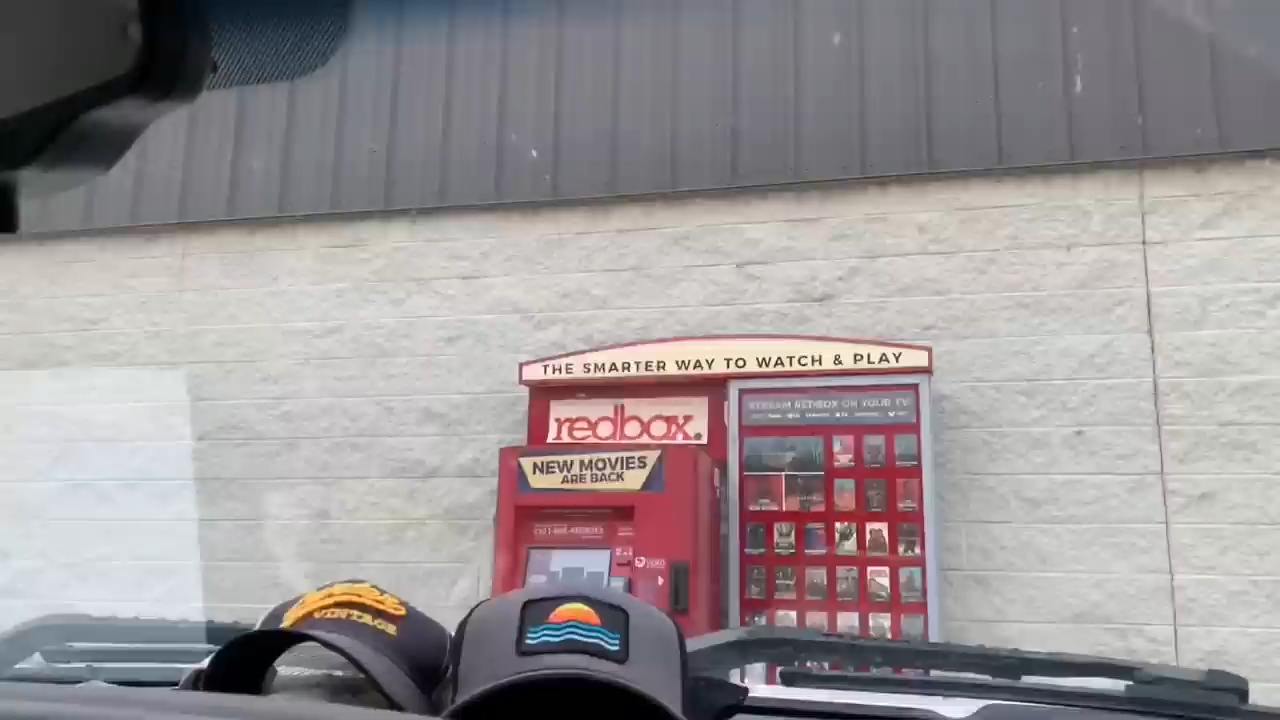 THE SMARTER WAY TO WATCH & PLAY
redbox.
STREAM REDBOX ON YOUR TV
NEW MOVIES
ARE BACK
VINTAGE